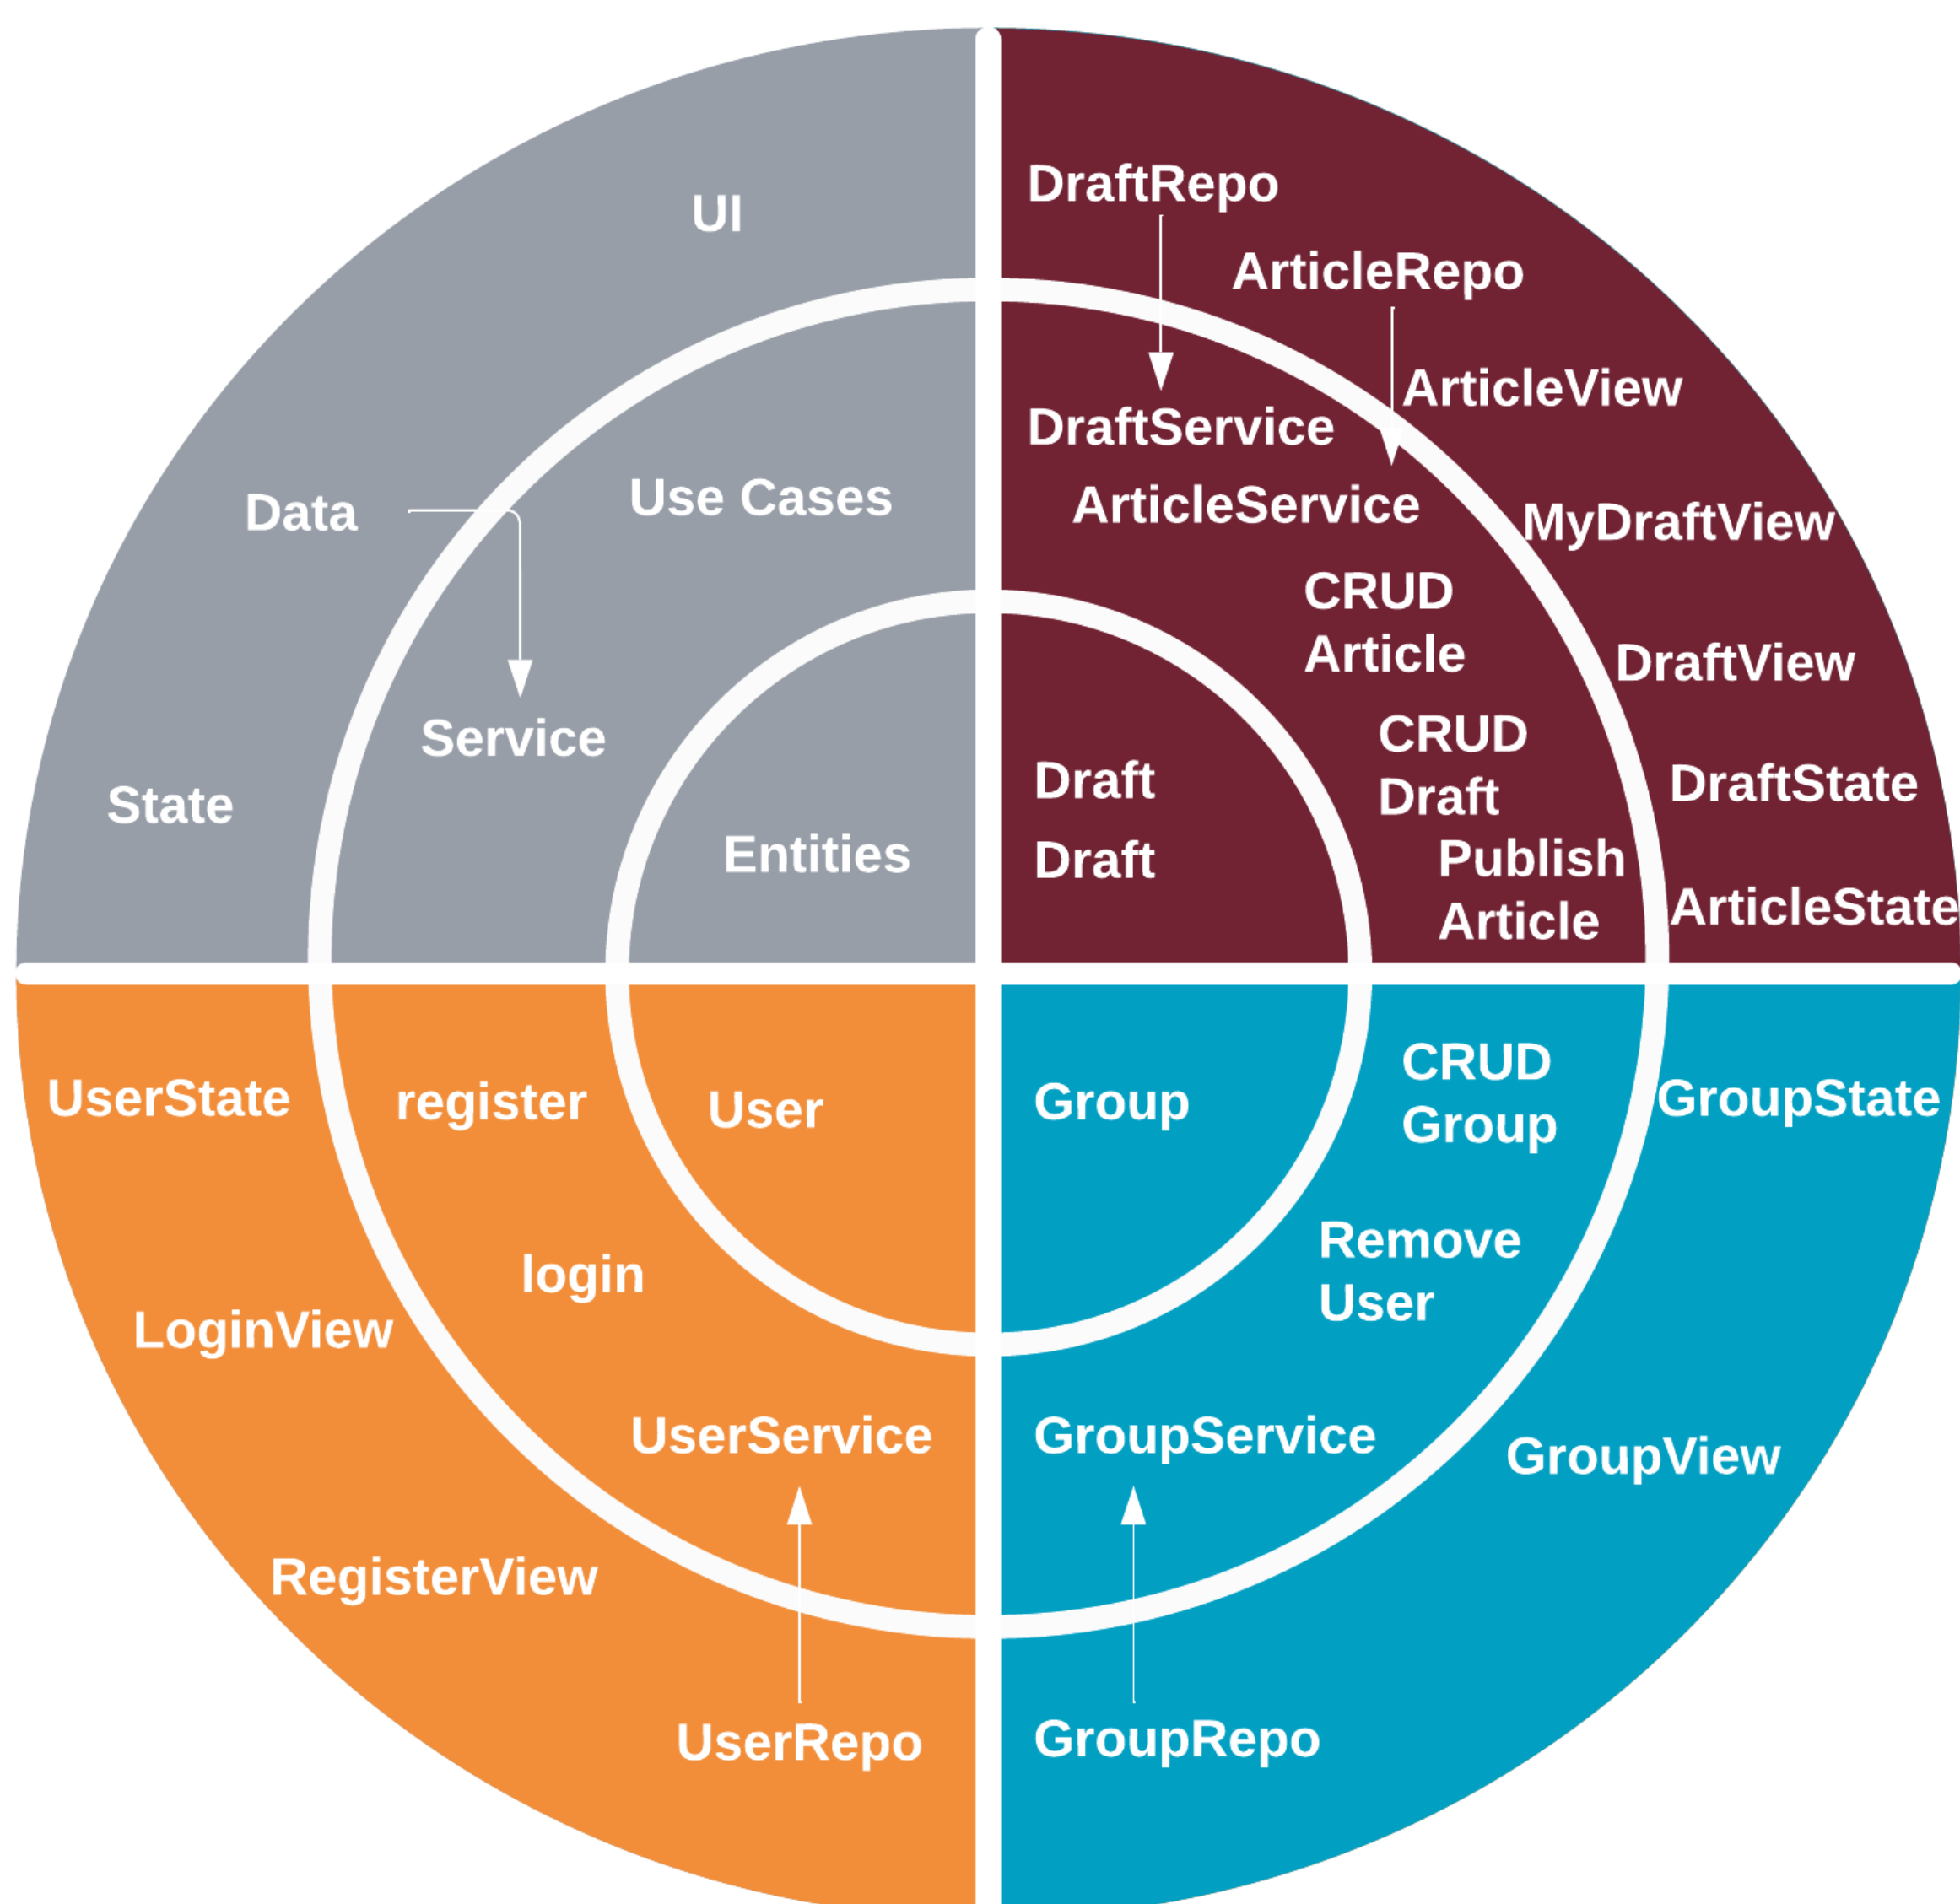 UI
Data
Use Cases
Service
State
Entities
DraftRepo
ArticleRepo
ArticleView
DraftService
ArticleService
MyDraftView
CRUD
Article
DraftView
CRUD
Draft
DraftState
Draft
Draft
Publish
Article
ArticleState
UserState
register
User
login
LoginView
UserService
RegisterView
UserRepo
Group
CRUD
Group
GroupState
Remove
User
GroupService
GroupView
GroupRepo